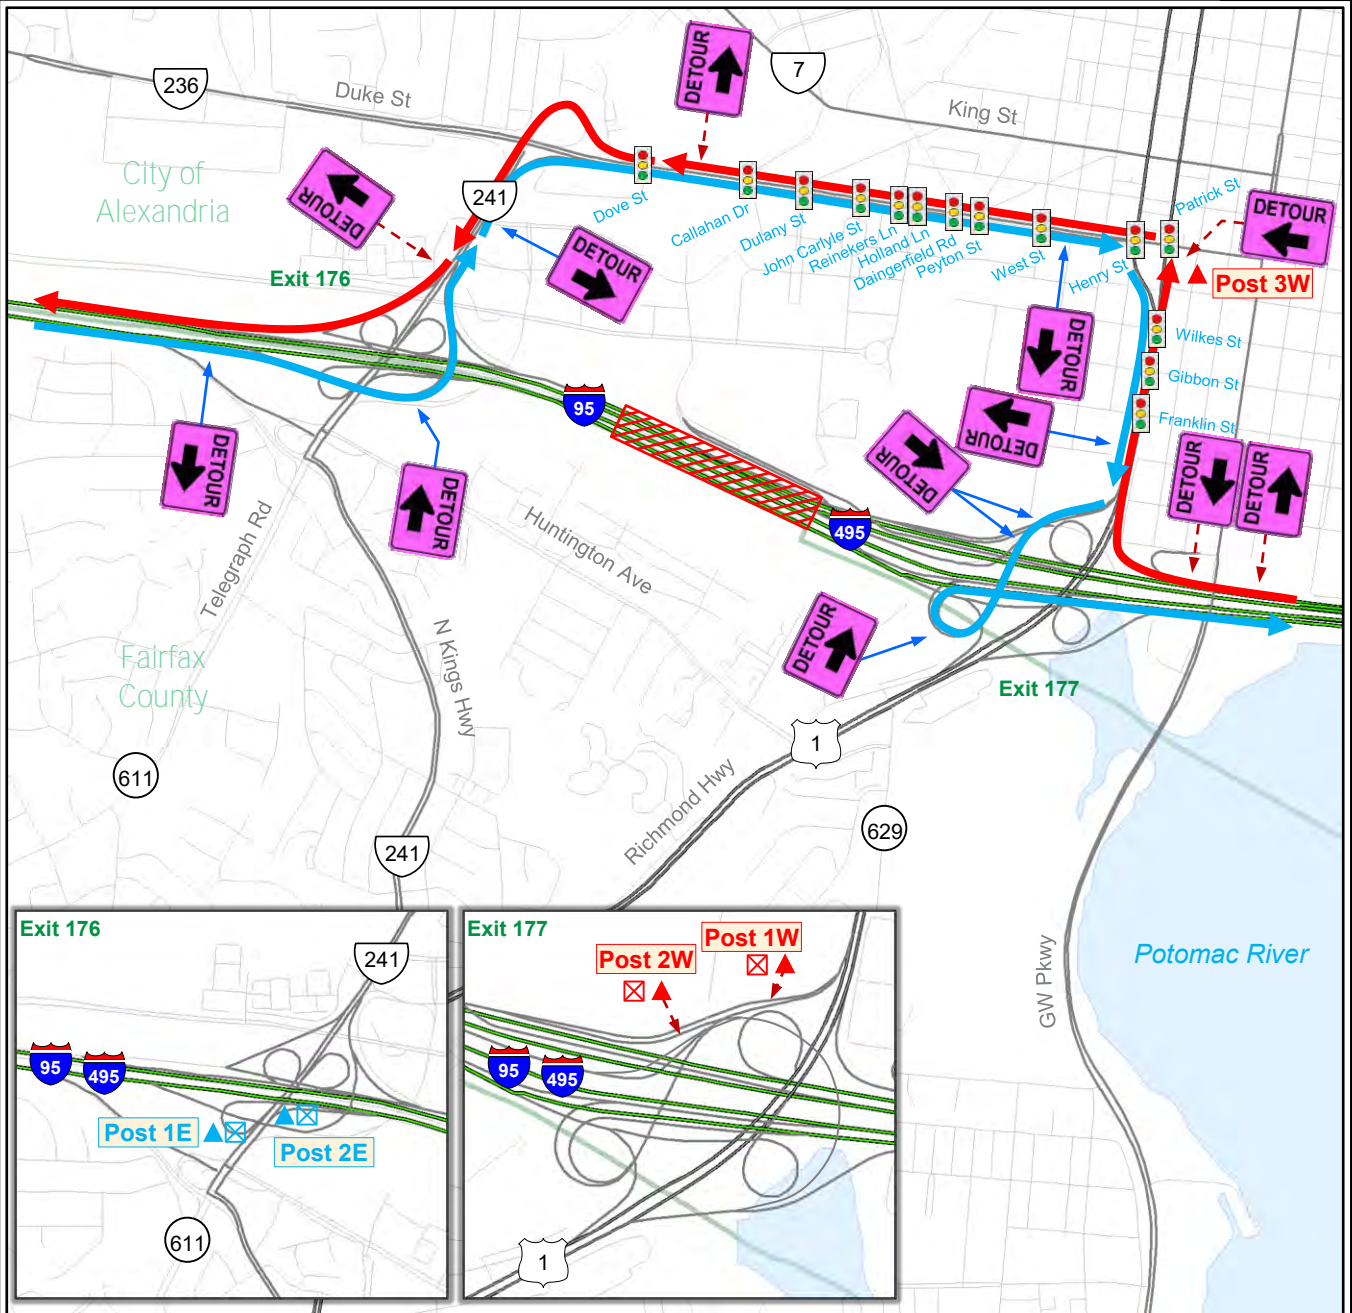 7
236
Duke St
King St
DETOUR
City of
Alexandria
DETOUR
241
Dove St
Callahan Dr
Dulany St
John Carlyle St
Reinekers Ln
Holland Ln
Daingerfield Rd
Peyton St
West St
Henry St
Patrick St
DETOUR
Post 3W
DETOUR
Exit 176
Wilkes St
Gibbon St
Franklin St
DETOUR
95
DETOUR
DETOUR
DETOUR
DETOUR
DETOUR
DETOUR
495
Huntington Ave
Telegraph Rd
N Kings Hwy
DETOUR
Fairfax
County
Exit 177
1
611
Richmond Hwy
629
241
Exit 176
241
95
495
Post 1E
Post 2E
611
Exit 177
Post 1W
Post 2W
95
495
1
GW Pkwy
Potomac River